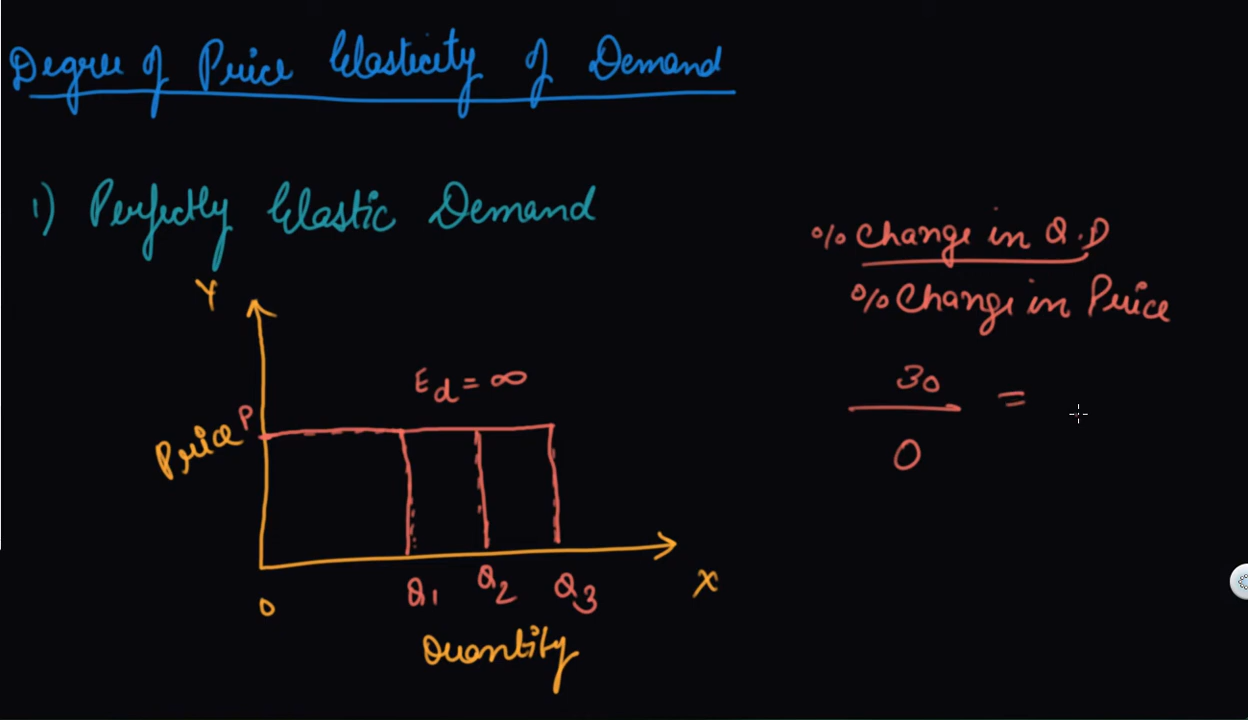 Degree of Price Elasticity of Demand
1) Perfectly Elastic Demand
% Change in Q.D
% Change in Price
30
0
=
Y
Ed = ∞
Price P
0
Q1 Q2 Q3
X
Quantity